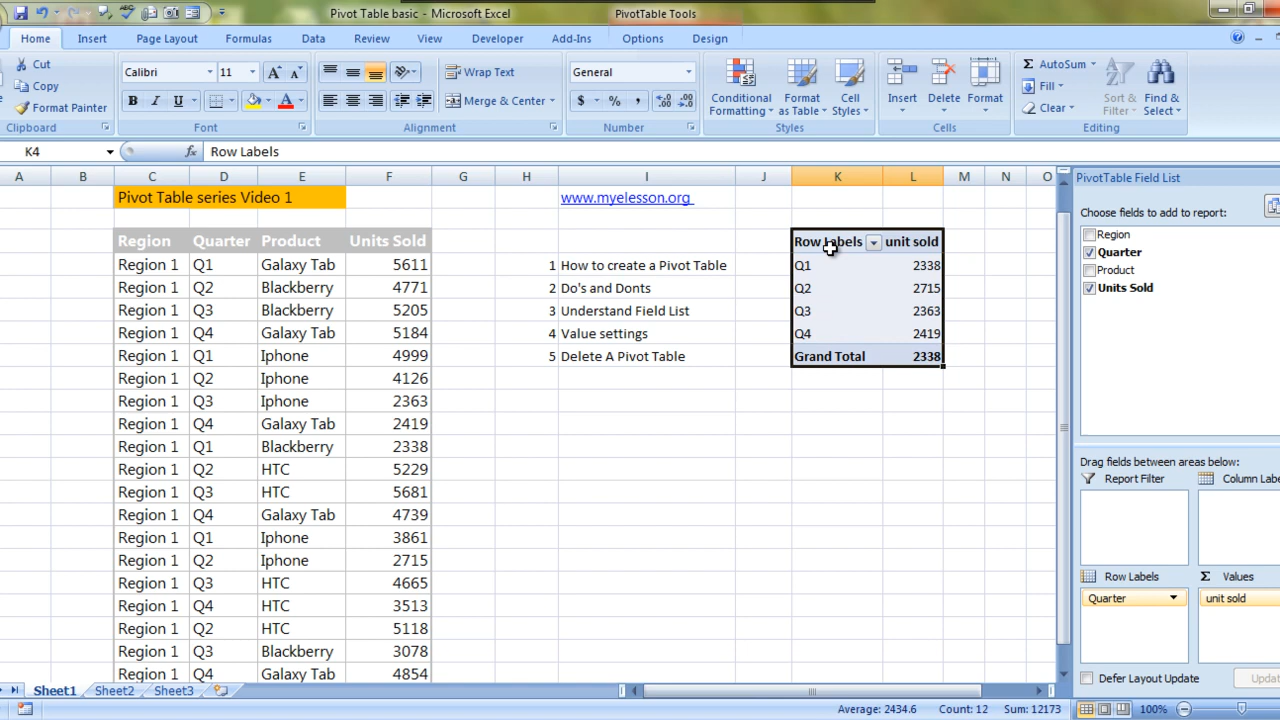 Pivot Table basic - Microsoft Excel
PivotTable Tools
Home Insert Page Layout Formulas Data Review View Developer Add-Ins Options Design
Cut
Copy
Format Painter
Clipboard
Calibri 11
B I U
Font
Wrap Text
Merge & Center
Alignment
General
$ % ,
Number
Conditional Formatting
Format as Table
Cell Styles
Styles
Insert Delete Format
Cells
Σ AutoSum
Fill
Clear
Sort & Filter
Find & Select
Editing
K4 fx Row Labels
A B C D E F G H I J K L M N O
Pivot Table series Video 1
www.myelesson.org
Region Quarter Product Units Sold
Region 1 Q1 Galaxy Tab 5611
Region 1 Q2 Blackberry 4771
Region 1 Q3 Blackberry 5205
Region 1 Q4 Galaxy Tab 5184
Region 1 Q1 Iphone 4999
Region 1 Q2 Iphone 4126
Region 1 Q3 Iphone 2363
Region 1 Q4 Galaxy Tab 2419
Region 1 Q1 Blackberry 2338
Region 1 Q2 HTC 5229
Region 1 Q3 HTC 5681
Region 1 Q4 Galaxy Tab 4739
Region 1 Q1 Iphone 3861
Region 1 Q2 Iphone 2715
Region 1 Q3 HTC 4665
Region 1 Q4 HTC 3513
Region 1 Q2 HTC 5118
Region 1 Q3 Blackberry 3078
Region 1 Q4 Galaxy Tab 4854
1 How to create a Pivot Table
2 Do's and Donts
3 Understand Field List
4 Value settings
5 Delete A Pivot Table
Row Labels unit sold
Q1 2338
Q2 2715
Q3 2363
Q4 2419
Grand Total 2338
PivotTable Field List
Choose fields to add to report:
Region
Quarter
Product
Units Sold
Drag fields between areas below:
Report Filter Column Labe
Row Labels Σ Values
Quarter unit sold
Defer Layout Update Updat
Sheet1 Sheet2 Sheet3
Average: 2434.6 Count: 12 Sum: 12173 100%